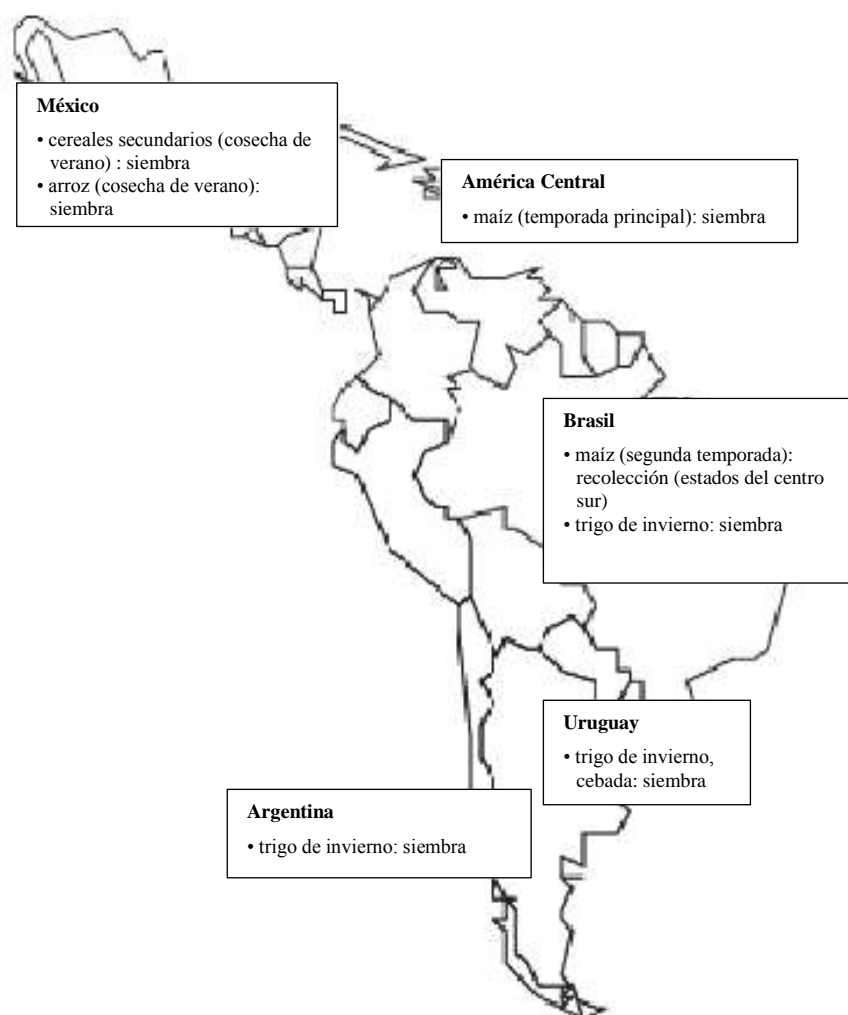 México
• cereales secundarios (cosecha de
verano) : siembra
• arroz (cosecha de verano):
siembra
América Central
• maíz (temporada principal): siembra
Brasil
• maíz (segunda temporada):
recolección (estados del centro
sur)
• trigo de invierno: siembra
Uruguay
• trigo de invierno,
cebada: siembra
Argentina
• trigo de invierno: siembra